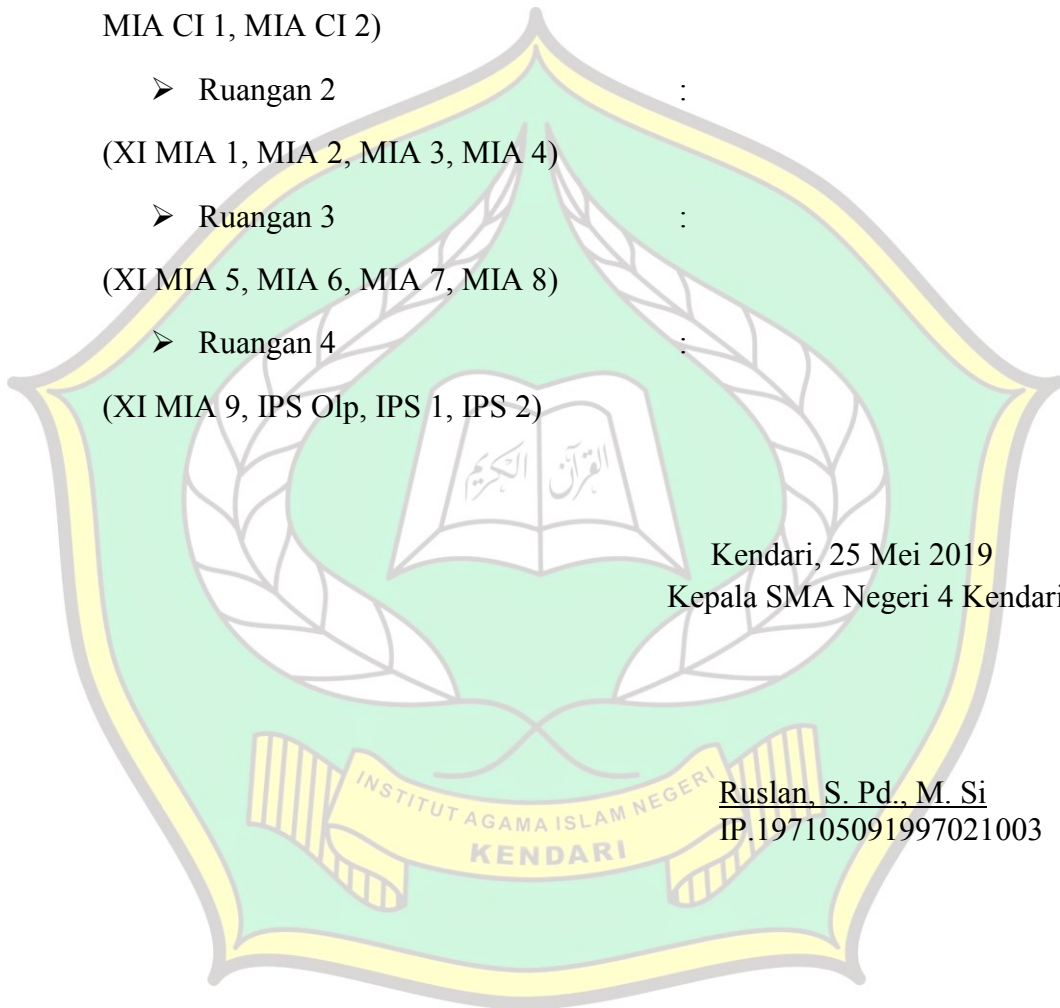 MIA CI 1, MIA CI 2)
➢ Ruangan 2 :
(XI MIA 1, MIA 2, MIA 3, MIA 4)
➢ Ruangan 3 :
(XI MIA 5, MIA 6, MIA 7, MIA 8)
➢ Ruangan 4 :
(XI MIA 9, IPS Olp, IPS 1, IPS 2)
القرآن الكريم
Kendari, 25 Mei 2019
Kepala SMA Negeri 4 Kendari
Ruslan, S. Pd., M. Si
IP.197105091997021003
INSTITUT AGAMA ISLAM NEGERI
KENDARI